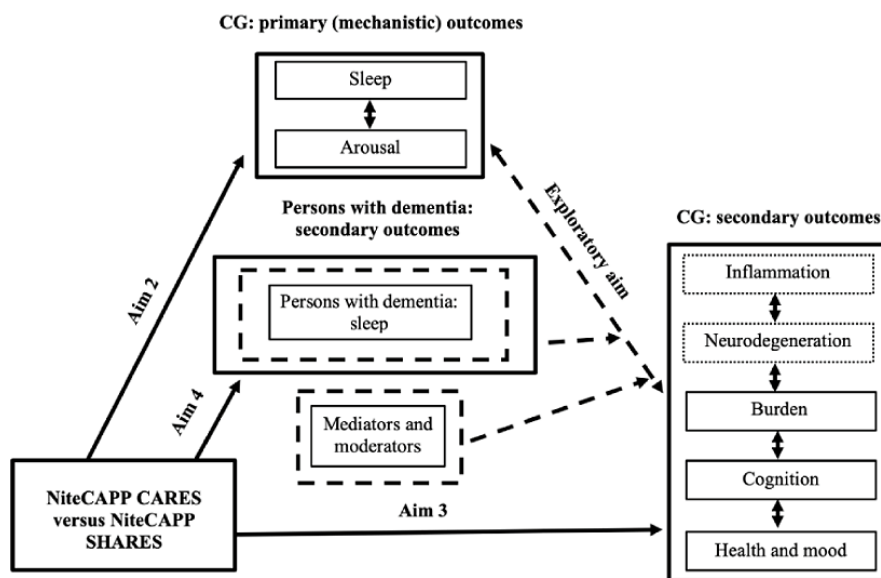 CG: primary (mechanistic) outcomes
Sleep
Arousal
Persons with dementia:
secondary outcomes
Exploratory aim
CG: secondary outcomes
Aim 2
Persons with dementia:
sleep
Inflammation
Neurodegeneration
Aim 4
Mediators and
moderators
Burden
Cognition
NiteCAPP CARES
versus NiteCAPP
SHARES
Aim 3
Health and mood